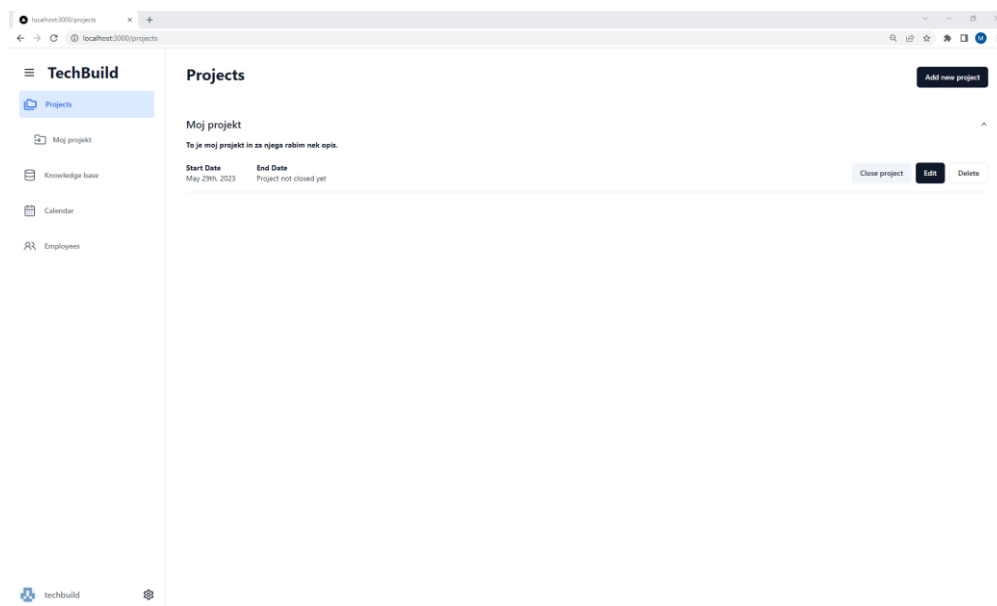 localhost:3000/projects
localhost:3000/projects
M
TechBuild
Projects
Moj projekt
Knowledge base
Calendar
Employees
techbuild
Projects
Add new project
Moj projekt
To je moj projekt in za njega rabim nek opis.
Start Date End Date
May 29th, 2023 Project not closed yet
Close project Edit Delete